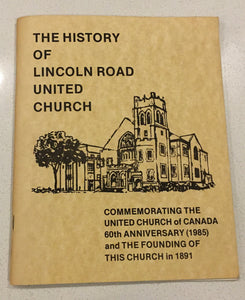 THE HISTORY
OF
LINCOLN ROAD
UNITED
CHURCH
COMMEMORATING THE
UNITED CHURCH of CANADA
60th ANNIVERSARY (1985)
and THE FOUNDING OF
THIS CHURCH in 1891